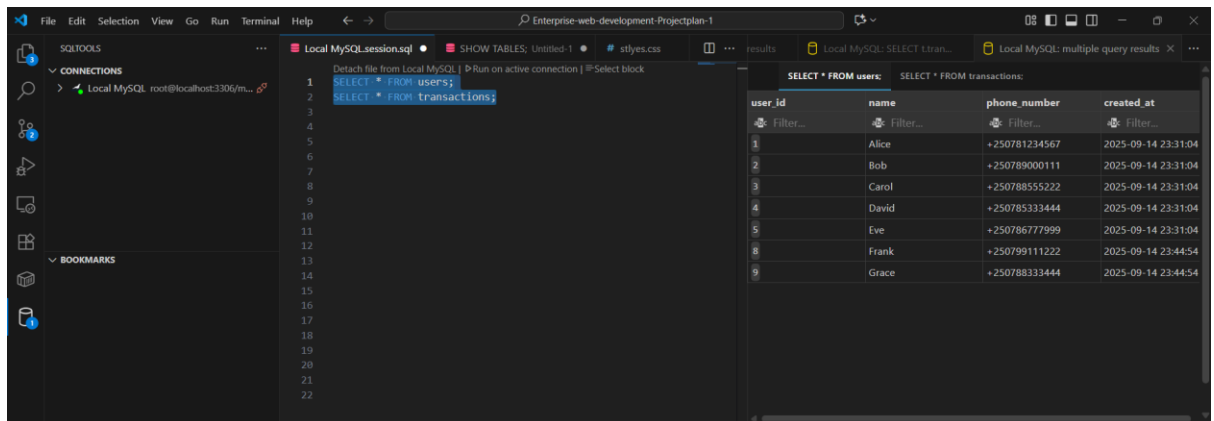 File Edit Selection View Go Run Terminal Help
Enterprise-web-development-Projectplan-1
SQLTOOLS
CONNECTIONS
Local MySQL root@localhost:3306/m...
BOOKMARKS
3
2
1
Local MySQL.session.sql
SHOW TABLES; Untitled-1
stlyes.css
Detach file from Local MySQL | Run on active connection | Select block
1 SELECT * FROM users;
2 SELECT * FROM transactions;
3
4
5
6
7
8
9
10
11
12
13
14
15
16
17
18
19
20
21
22
results
Local MySQL: SELECT t.tran...
Local MySQL: multiple query results
SELECT * FROM users; SELECT * FROM transactions;
user_id name phone_number created_at
Filter... Filter... Filter... Filter...
1 Alice +250781234567 2025-09-14 23:31:04
2 Bob +250789000111 2025-09-14 23:31:04
3 Carol +250788555222 2025-09-14 23:31:04
4 David +250785333444 2025-09-14 23:31:04
5 Eve +250786777999 2025-09-14 23:31:04
8 Frank +250799111222 2025-09-14 23:44:54
9 Grace +250788333444 2025-09-14 23:44:54